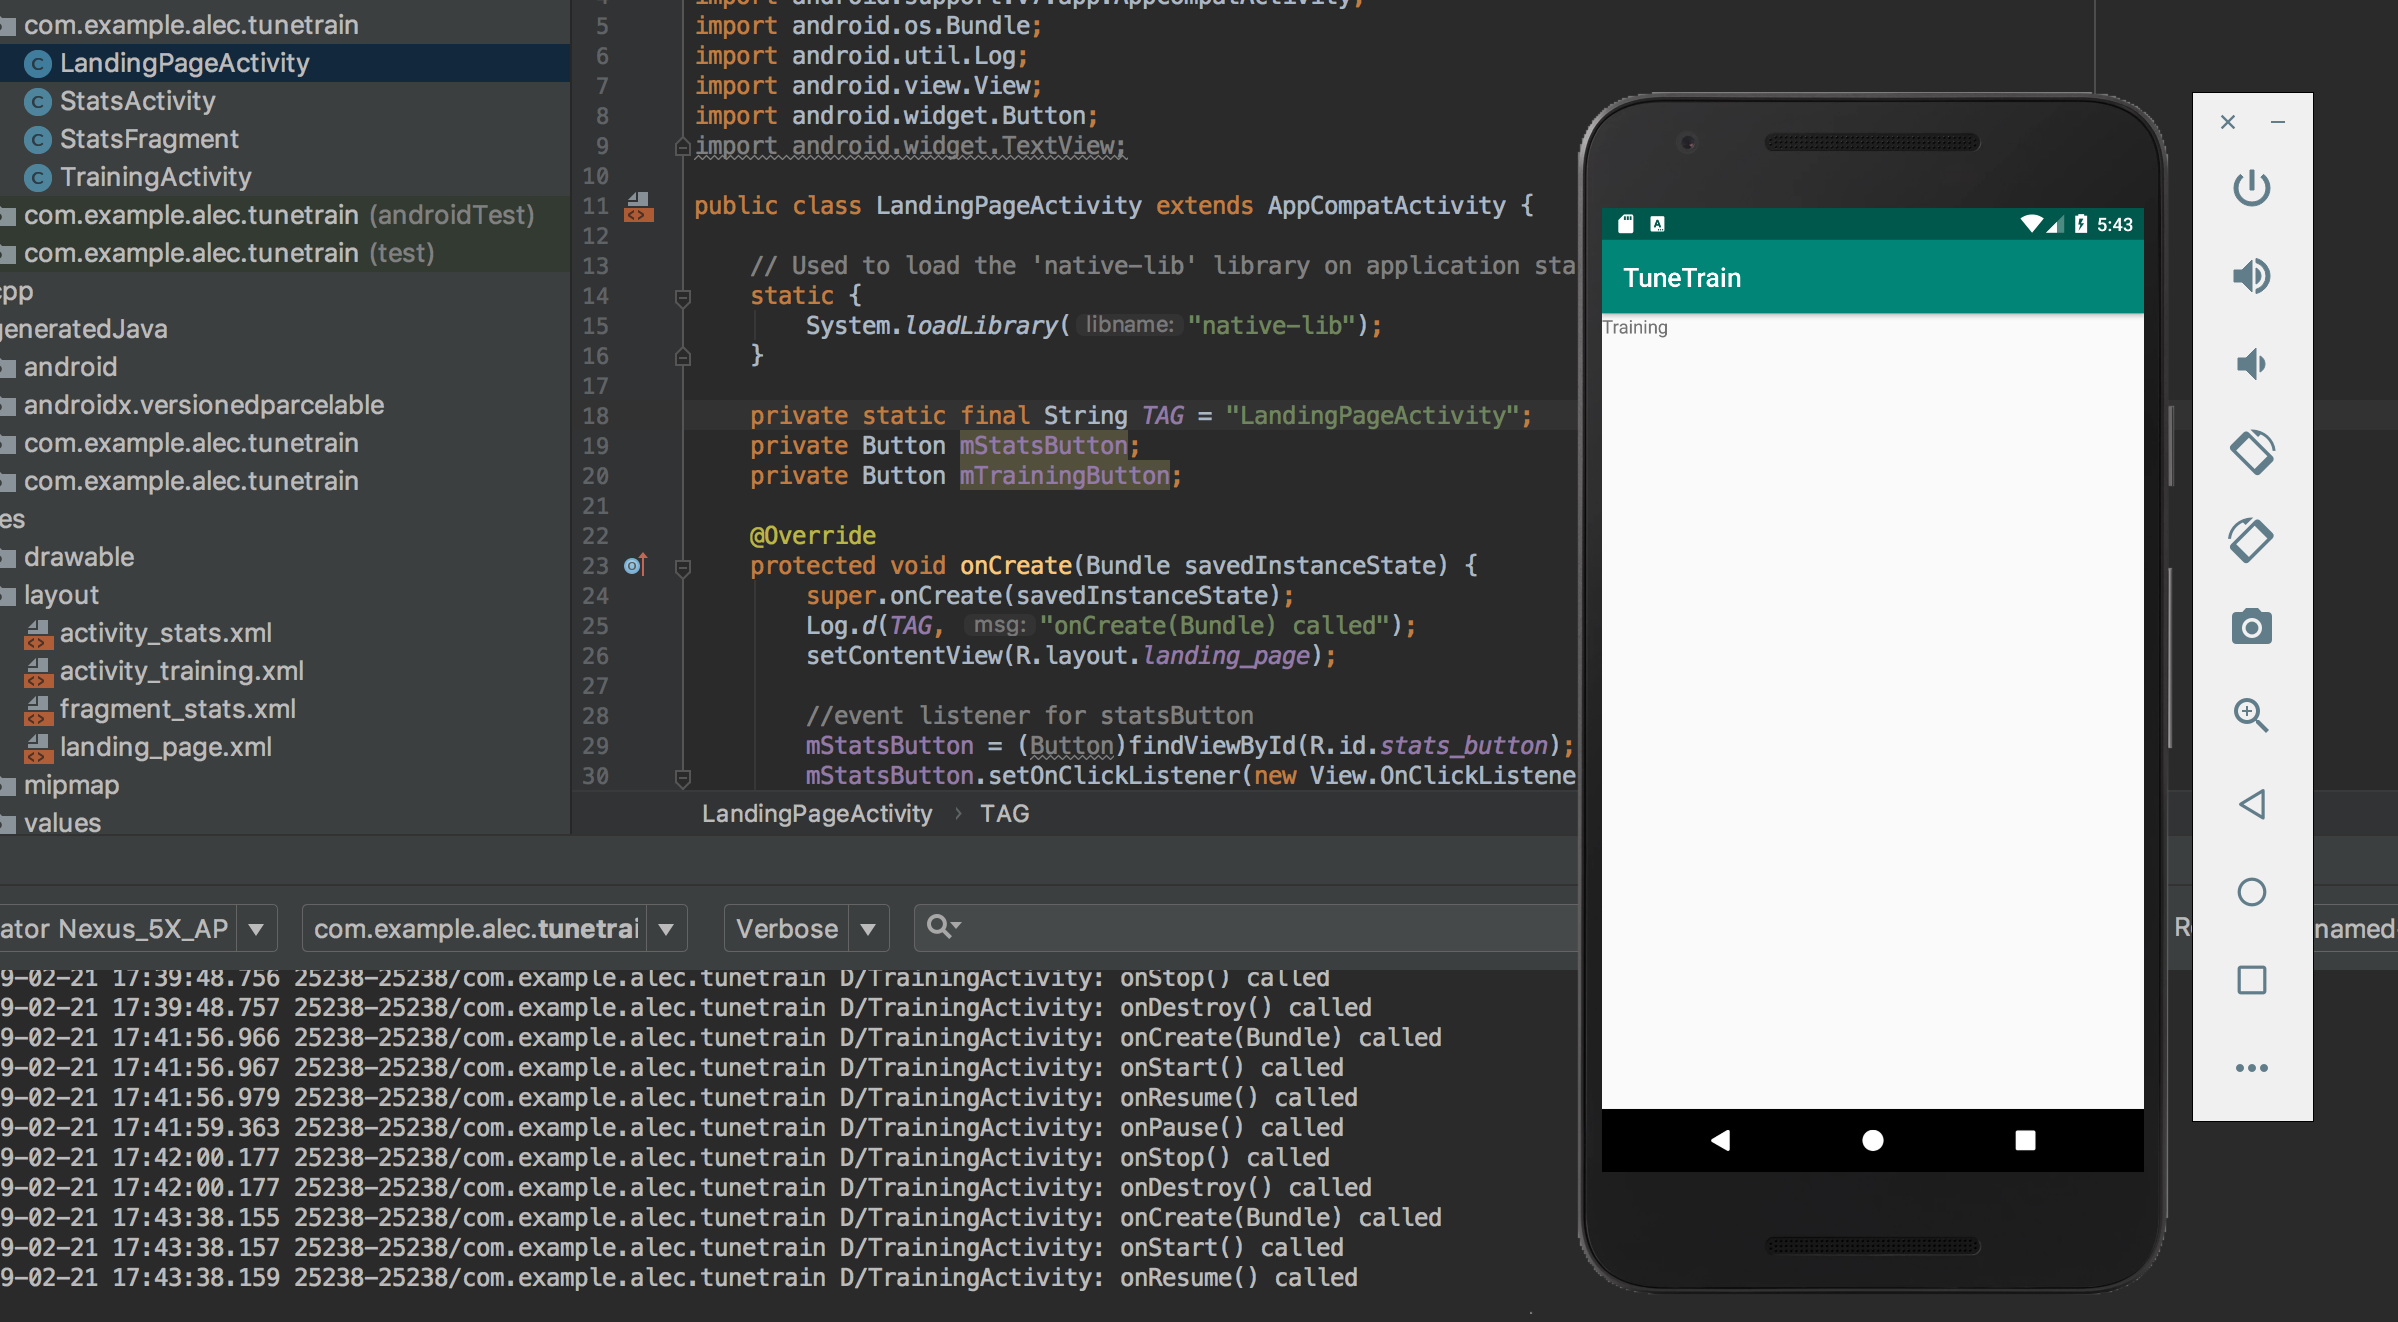 com.example.alec.tunetrain
LandingPageActivity
StatsActivity
StatsFragment
TrainingActivity
com.example.alec.tunetrain (androidTest)
com.example.alec.tunetrain (test)
cpp
generatedJava
android
androidx.versionedparcelable
com.example.alec.tunetrain
com.example.alec.tunetrain
es
drawable
layout
activity_stats.xml
activity_training.xml
fragment_stats.xml
landing_page.xml
mipmap
values
import android.support.v7.app.AppCompatActivity;
5 import android.os.Bundle;
6 import android.util.Log;
7 import android.view.View;
8 import android.widget.Button;
9 import android.widget.TextView;
10
11 public class LandingPageActivity extends AppCompatActivity {
12
13 // Used to load the 'native-lib' library on application sta
14 static {
15 System.loadLibrary( libname: "native-lib");
16 }
17
18 private static final String TAG = "LandingPageActivity";
19 private Button mStatsButton;
20 private Button mTrainingButton;
21
22 @Override
23 protected void onCreate(Bundle savedInstanceState) {
24 super.onCreate(savedInstanceState);
25 Log.d(TAG, msg: "onCreate(Bundle) called");
26 setContentView(R.layout.landing_page);
27
28 //event listener for statsButton
29 mStatsButton = (Button)findViewById(R.id.stats_button);
30 mStatsButton.setOnClickListener(new View.OnClickListene
LandingPageActivity › TAG
5:43
TuneTrain
Training
ator Nexus_5X_AP com.example.alec.tunetrai Verbose Re named-
9-02-21 17:39:48.756 25238-25238/com.example.alec.tunetrain D/TrainingActivity: onStop() called
9-02-21 17:39:48.757 25238-25238/com.example.alec.tunetrain D/TrainingActivity: onDestroy() called
9-02-21 17:41:56.966 25238-25238/com.example.alec.tunetrain D/TrainingActivity: onCreate(Bundle) called
9-02-21 17:41:56.967 25238-25238/com.example.alec.tunetrain D/TrainingActivity: onStart() called
9-02-21 17:41:56.979 25238-25238/com.example.alec.tunetrain D/TrainingActivity: onResume() called
9-02-21 17:41:59.363 25238-25238/com.example.alec.tunetrain D/TrainingActivity: onPause() called
9-02-21 17:42:00.177 25238-25238/com.example.alec.tunetrain D/TrainingActivity: onStop() called
9-02-21 17:42:00.177 25238-25238/com.example.alec.tunetrain D/TrainingActivity: onDestroy() called
9-02-21 17:43:38.155 25238-25238/com.example.alec.tunetrain D/TrainingActivity: onCreate(Bundle) called
9-02-21 17:43:38.157 25238-25238/com.example.alec.tunetrain D/TrainingActivity: onStart() called
9-02-21 17:43:38.159 25238-25238/com.example.alec.tunetrain D/TrainingActivity: onResume() called